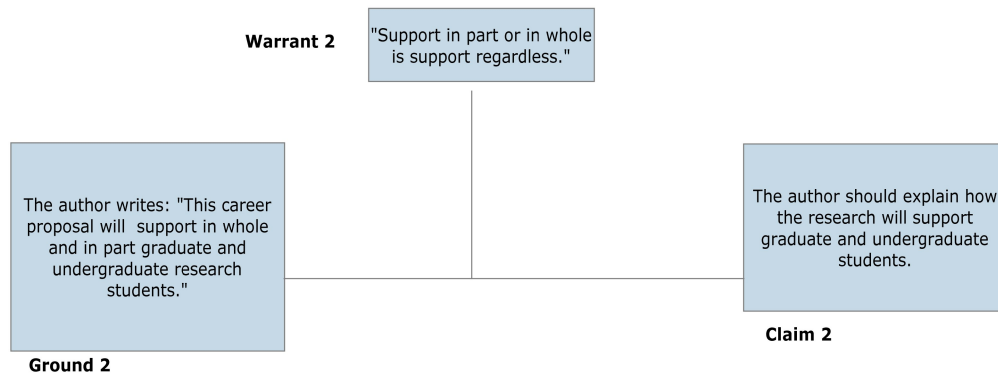 Warrant 2
"Support in part or in whole
is support regardless."
The author writes: "This career
proposal will  support in whole
and in part graduate and
undergraduate research
students."
Ground 2
The author should explain how
the research will support
graduate and undergraduate
students.
Claim 2